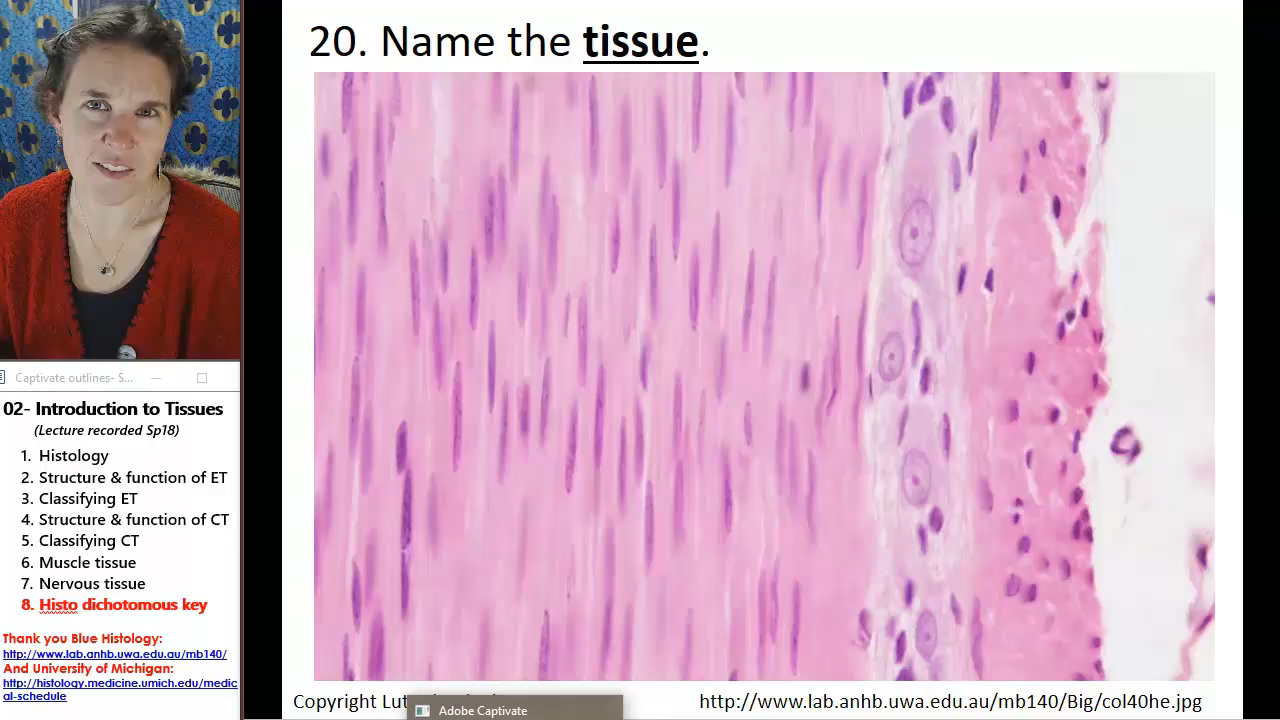 20. Name the tissue.
Captivate outlines- S...
02- Introduction to Tissues
(Lecture recorded Sp18)
1. Histology
2. Structure & function of ET
3. Classifying ET
4. Structure & function of CT
5. Classifying CT
6. Muscle tissue
7. Nervous tissue
8. Histo dichotomous key
Thank you Blue Histology:
http://www.lab.anhb.uwa.edu.au/mb140/
And University of Michigan:
http://histology.medicine.umich.edu/medic
al-schedule
Copyright
http://www.lab.anhb.uwa.edu.au/mb140/Big/col40he.jpg
Adobe Captivate